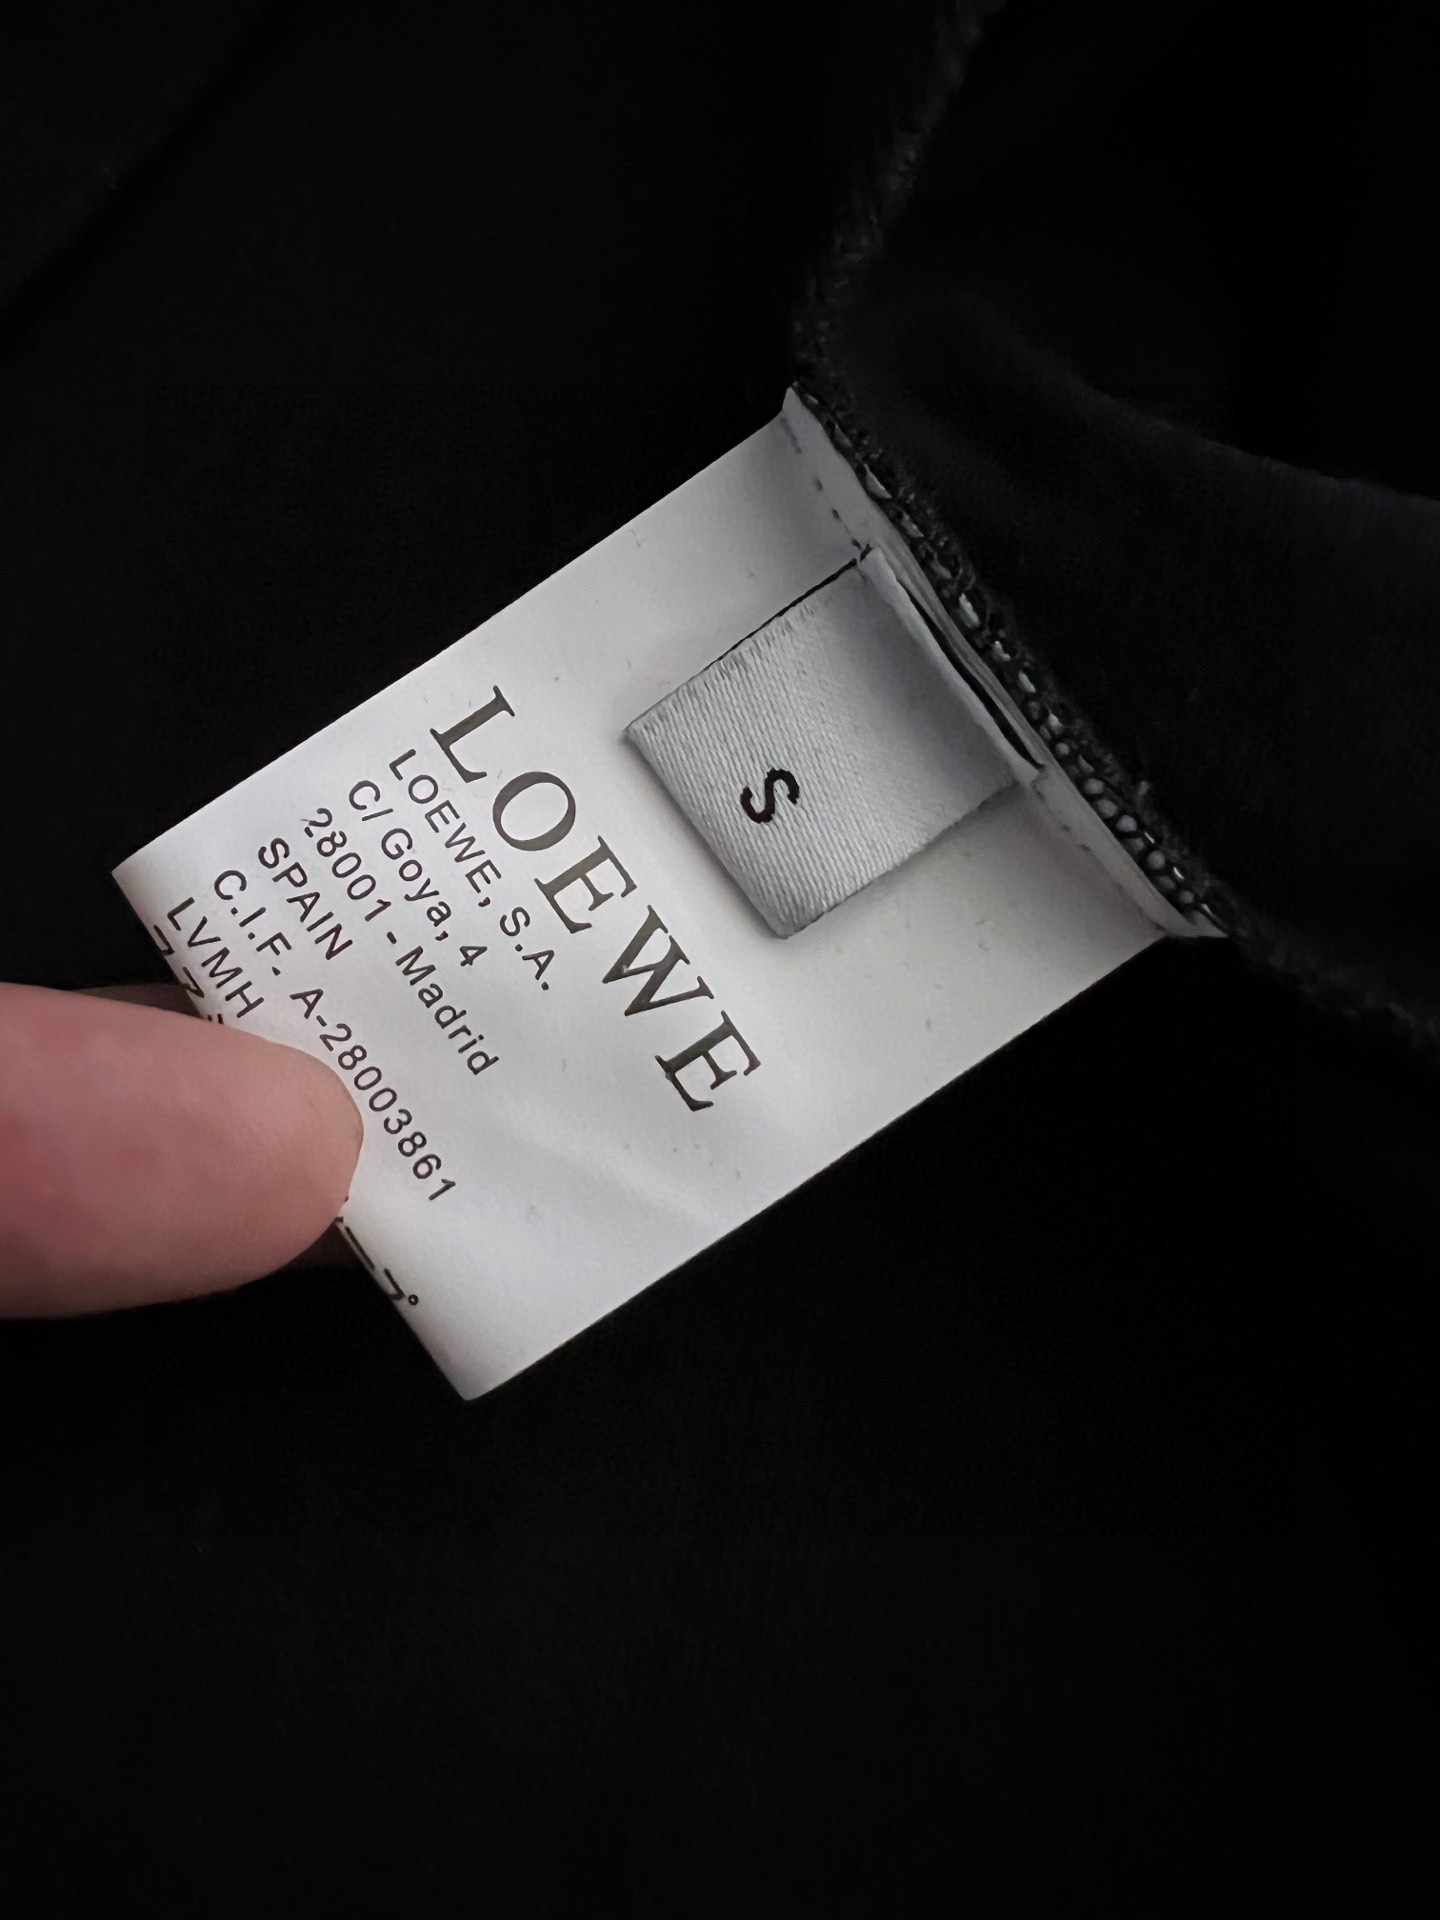 S
LOEWE
LOEWE, S.A.
C/ Goya, 4
28001 - Madrid
SPAIN
C.I.F. A-28003861
LVMH